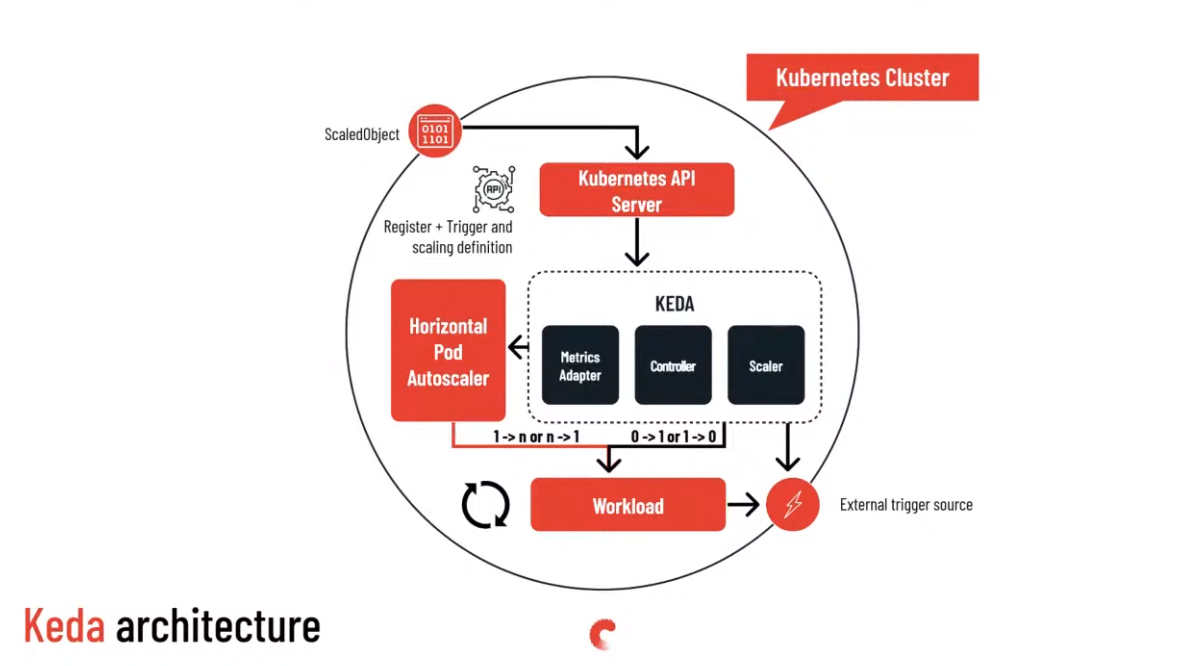 Kubernetes Cluster
ScaledObject
0101
1101
Kubernetes API
Server
API
Register + Trigger and
scaling definition
KEDA
Horizontal
Pod
Autoscaler
Metrics
Adapter
Controller
Scaler
1 -> n or n -> 1
0 -> 1 or 1 -> 0
Workload
External trigger source
Keda architecture